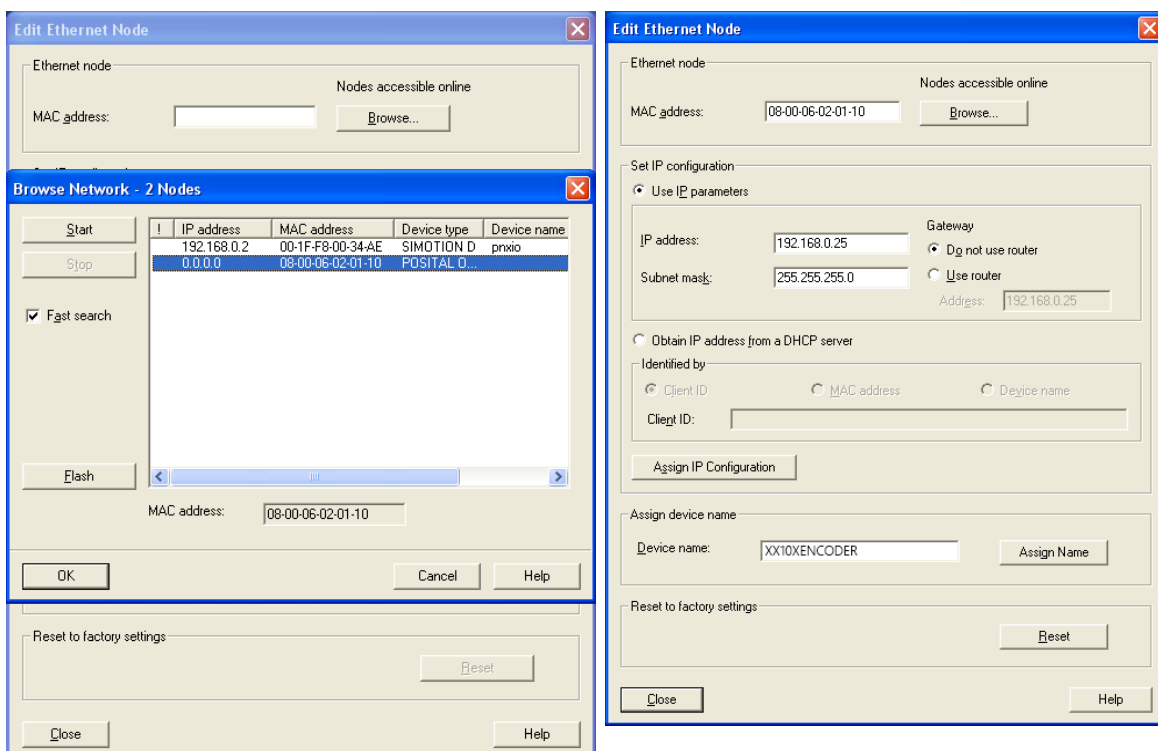 Edit Ethernet Node
Ethernet node
Nodes accessible online
MAC address:
Browse...
Browse Network - 2 Nodes
Start
Stop
Fast search
Flash
! IP address MAC address Device type Device name
192.168.0.2 00-1F-F8-00-34-AE SIMOTION D pnxio
0.0.0.0 08-00-06-02-01-10 POSITAL O...
MAC address: 08-00-06-02-01-10
OK
Cancel
Help
Reset to factory settings
Reset
Close
Help
Edit Ethernet Node
Ethernet node
Nodes accessible online
MAC address: 08-00-06-02-01-10
Browse...
Set IP configuration
Use IP parameters
IP address: 192.168.0.25
Subnet mask: 255.255.255.0
Gateway
Do not use router
Use router
Address: 192.168.0.25
Obtain IP address from a DHCP server
Identified by
Client ID
MAC address
Device name
Client ID:
Assign IP Configuration
Assign device name
Device name: XX10XENCODER
Assign Name
Reset to factory settings
Reset
Close
Help